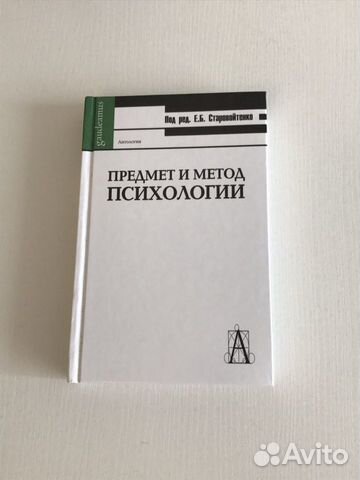 gaudeamus
Под ред. Е.Б. Старовойтенко
Антология
ПРЕДМЕТ И МЕТОД
ПСИХОЛОГИИ
А
Avito